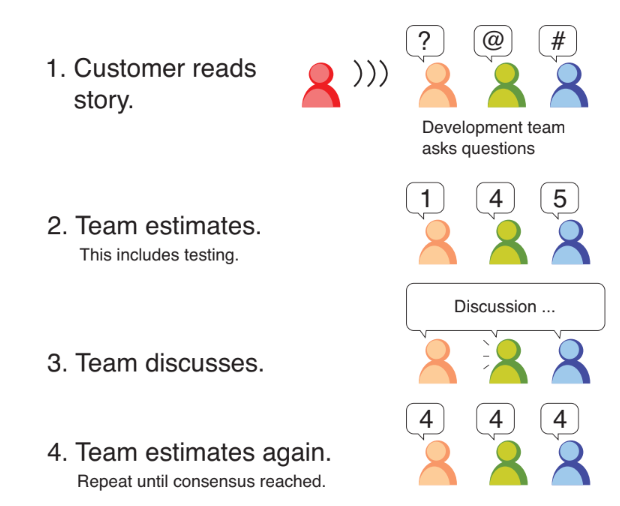 ? @ #
1. Customer reads
story.
Development team
asks questions
1 4 5
2. Team estimates.
This includes testing.
Discussion ...
3. Team discusses.
4 4 4
4. Team estimates again.
Repeat until consensus reached.